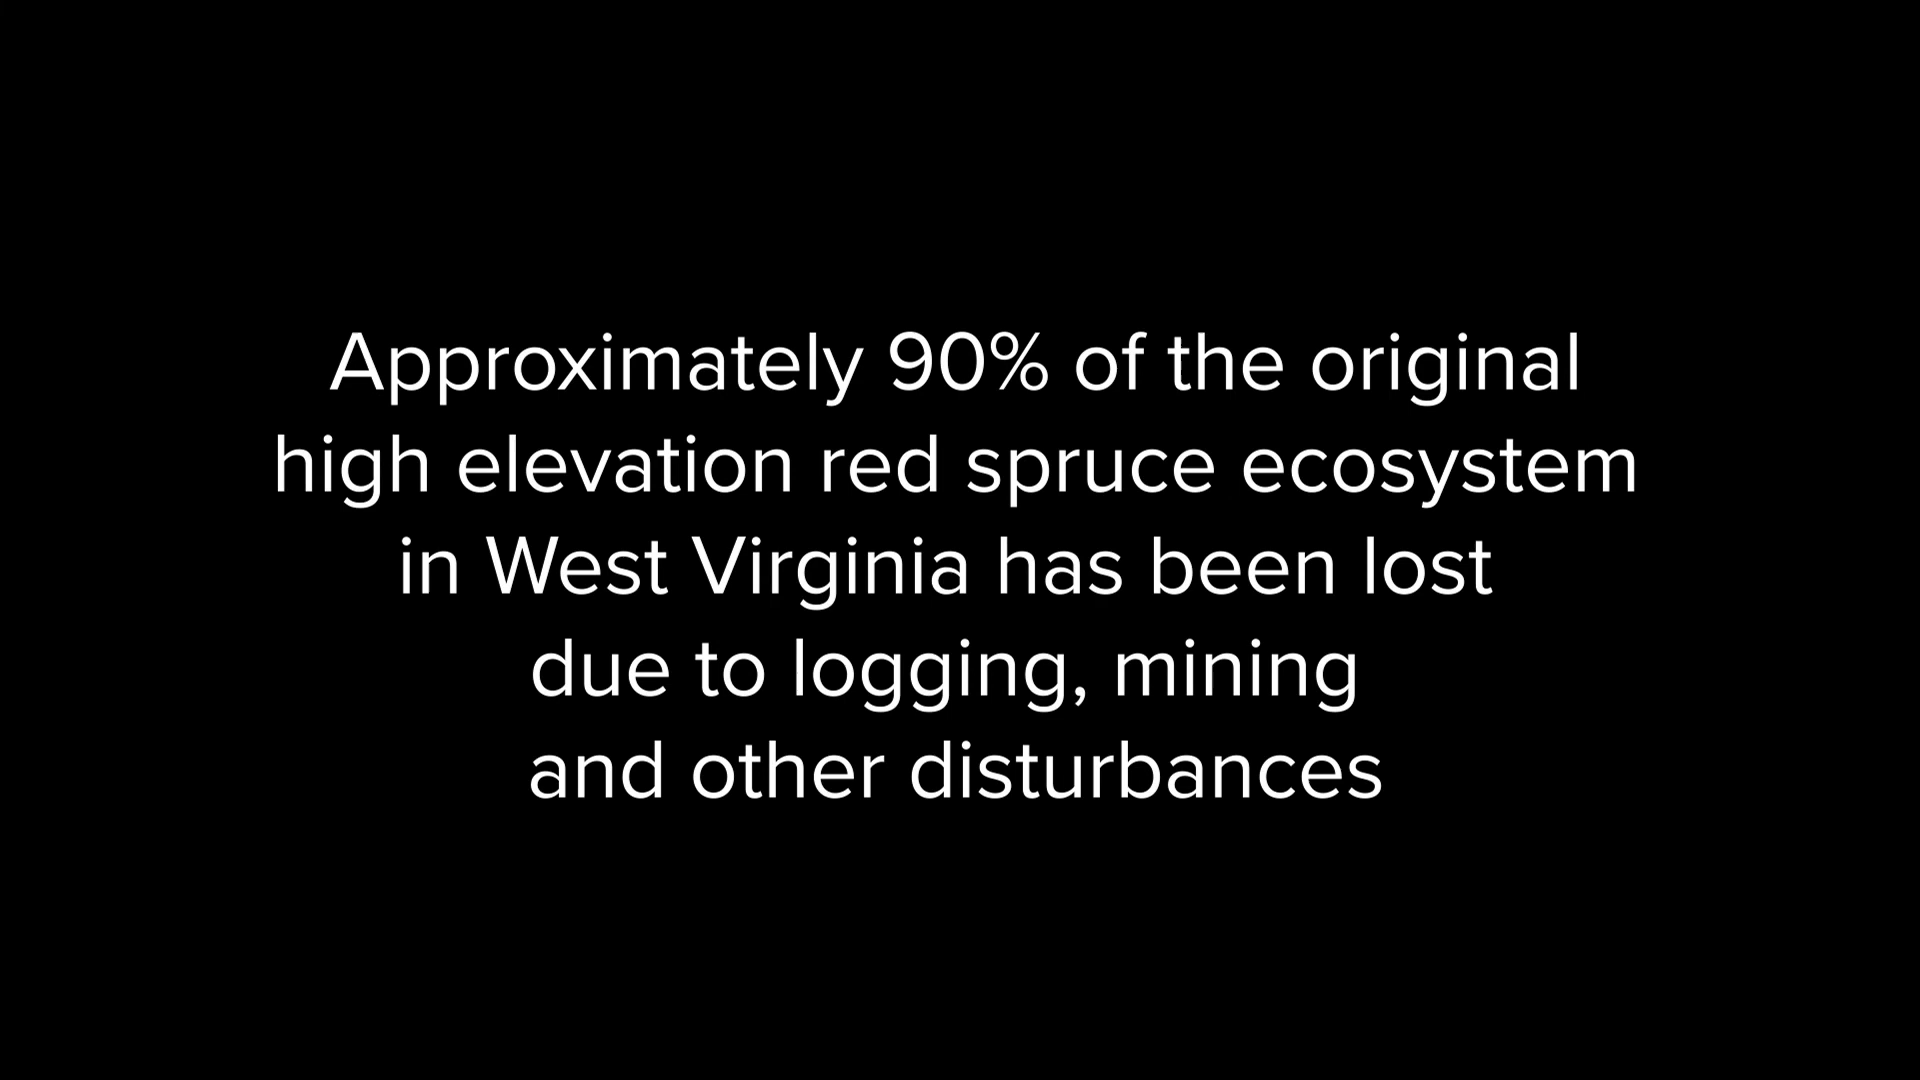 Approximately 90% of the original
high elevation red spruce ecosystem
in West Virginia has been lost
due to logging, mining
and other disturbances